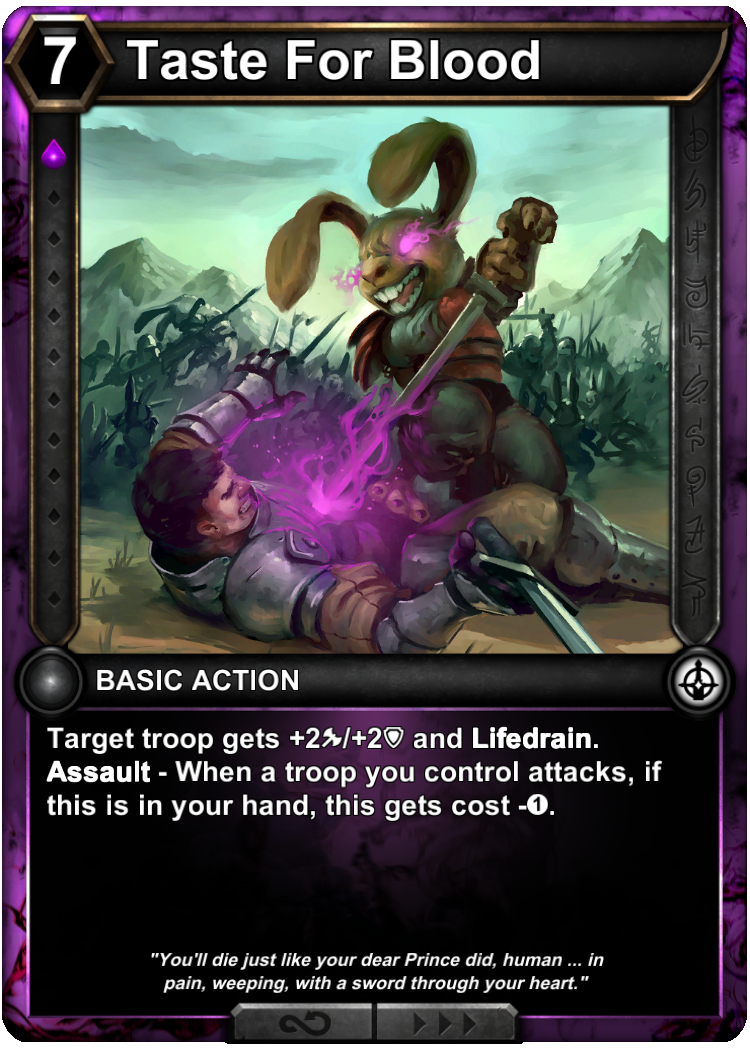 7
Taste For Blood
BASIC ACTION
Target troop gets +2/+2 and Lifedrain.
Assault - When a troop you control attacks, if
this is in your hand, this gets cost -1.
"You'll die just like your dear Prince did, human ... in
pain, weeping, with a sword through your heart."